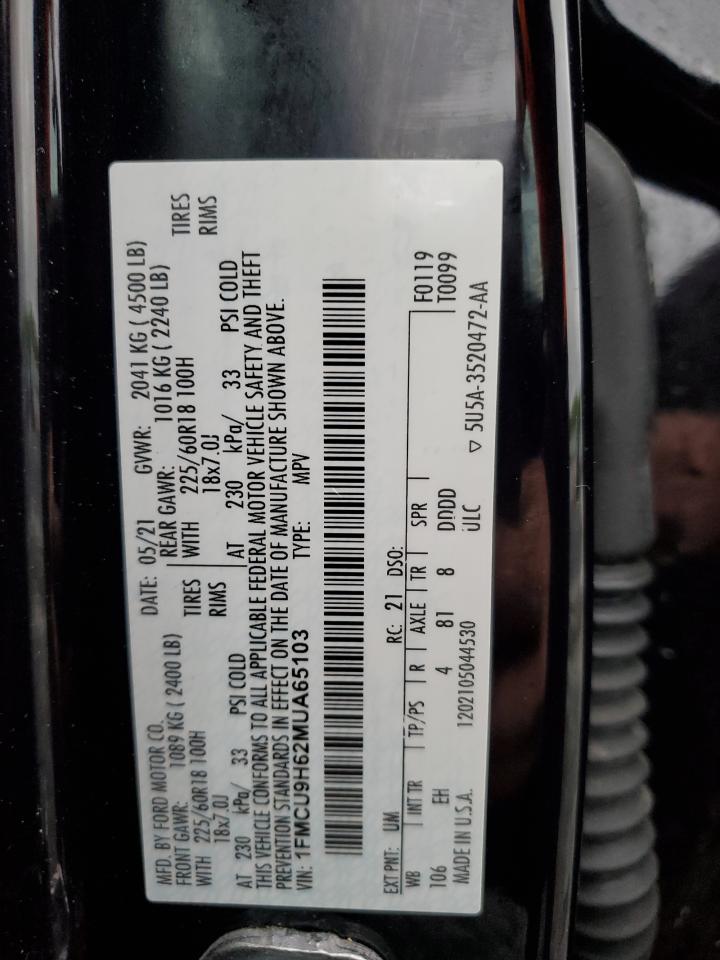 MFD. BY FORD MOTOR CO. DATE: 05/21 GVWR: 2041 KG ( 4500 LB)
FRONT GAWR: 1089 KG ( 2400 LB) REAR GAWR: 1016 KG ( 2240 LB)
WITH 225/60R18 100H TIRES WITH 225/60R18 100H TIRES
18x7.0J RIMS 18x7.0J RIMS
AT 230 kPa/ 33 PSI COLD AT 230 kPa/ 33 PSI COLD
THIS VEHICLE CONFORMS TO ALL APPLICABLE FEDERAL MOTOR VEHICLE SAFETY AND THEFT
PREVENTION STANDARDS IN EFFECT ON THE DATE OF MANUFACTURE SHOWN ABOVE.
VIN: 1FMCU9H62MUA65103 TYPE: MPV
EXT PNT: UM RC: 21 DSO:
WB INT TR TP/PS R AXLE TR SPR F0119
106 EH 4 81 8 DDDD T0099
MADE IN U.S.A. 1202105044530 ULC ▽ 5U5A-3520472-AA